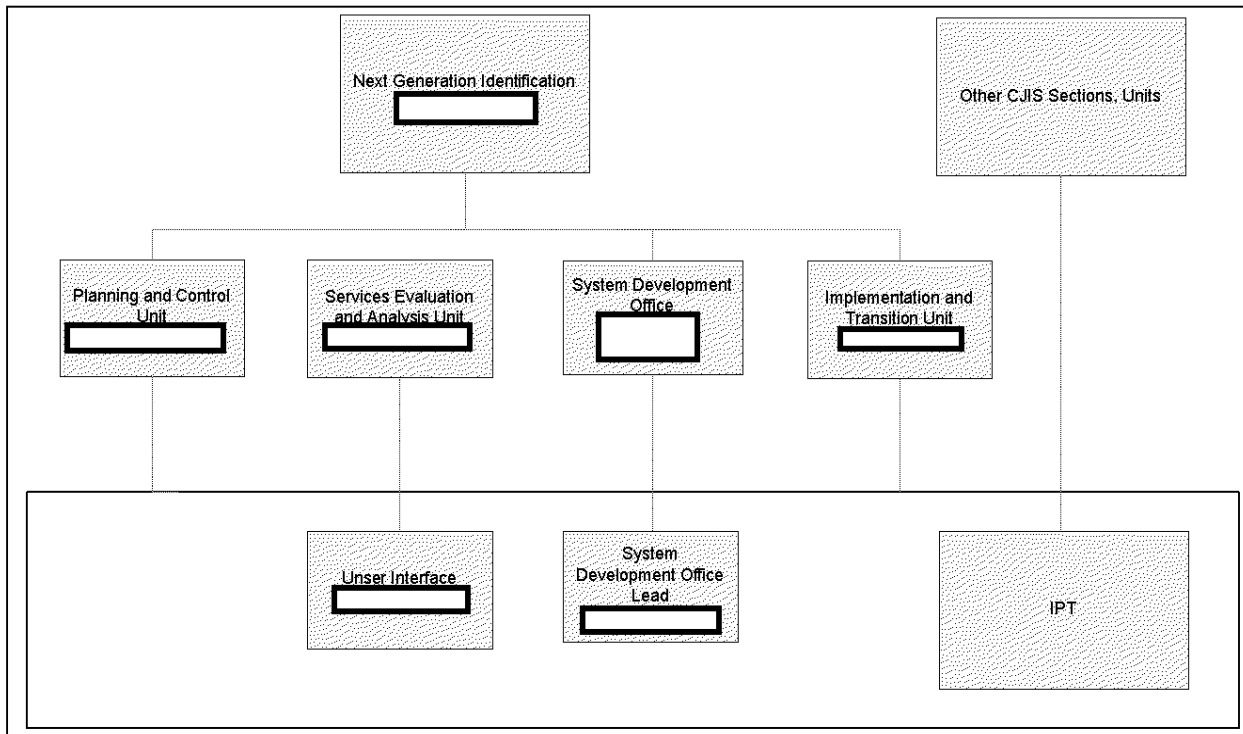 Next Generation Identification
Other CJIS Sections, Units
Planning and Control
Unit
Services Evaluation
and Analysis Unit
System Development
Office
Implementation and
Transition Unit
Unser Interface
System
Development Office
Lead
IPT